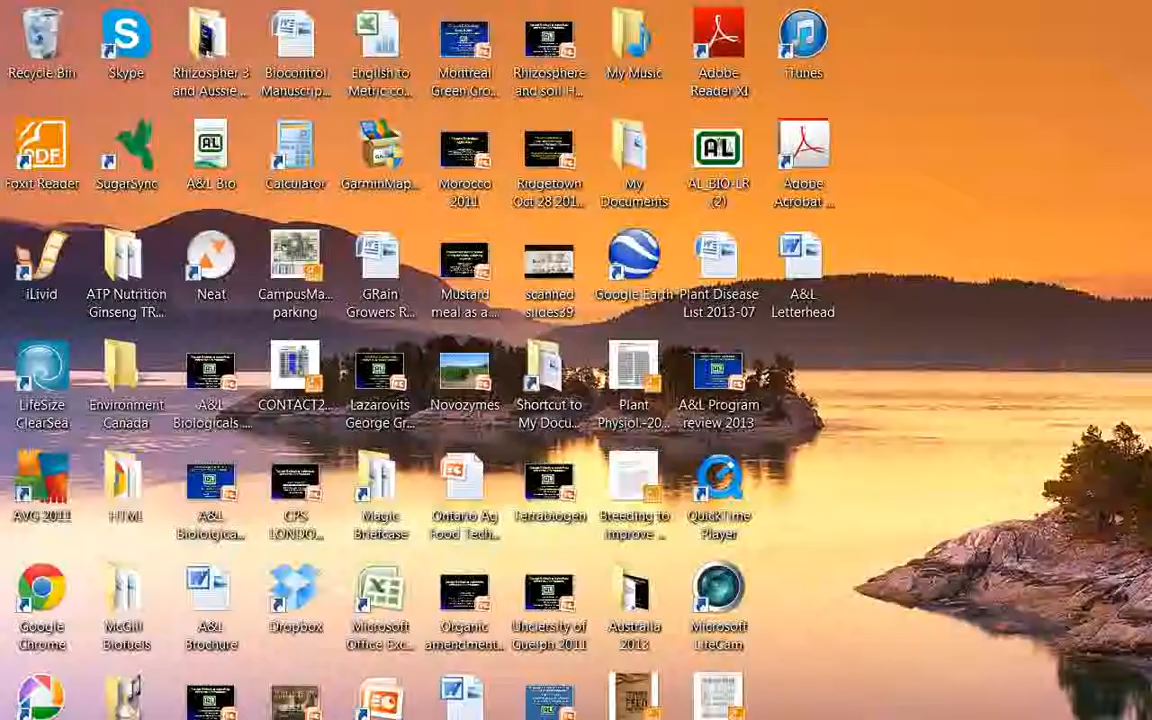 Recycle Bin
Skype
Rhizospher 3
and Aussie ...
Biocontrol
Manuscrip...
English to
Metric co...
Montreal
Green Gro...
Rhizosphere
and soil H...
My Music
Adobe
Reader XI
iTunes
PDF
Foxit Reader
SugarSync
A&L Bio
Calculator
GarminMap...
Morocco
2011
Ridgetown
Oct 28 201...
My
Documents
AL_BIO-LR
(2)
Adobe
Acrobat ...
iLivid
ATP Nutrition
Ginseng TR...
Neat
CampusMa...
parking
GRain
Growers R...
Mustard
meal as a...
scanned
slides39
Google Earth
Plant Disease
List 2013-07
A&L
Letterhead
LifeSize
ClearSea
Environment
Canada
A&L
Biologicals ...
CONTACT2...
Lazarovits
George Gr...
Novozymes
Shortcut to
My Docu...
Plant
Physiol.-20...
A&L Program
review 2013
AVG 2011
HTMl
A&L
Biological...
CPS
LONDO...
Magic
Briefcase
Ontario Ag
Food Tech...
Terrabiogen
Breeding to
Improve ...
QuickTime
Player
Google
Chrome
McGill
Biofuels
A&L
Brochure
Dropbox
Microsoft
Office Exc...
Organic
amendment...
University of
Guelph 2011
Australia
2013
Microsoft
LifeCam